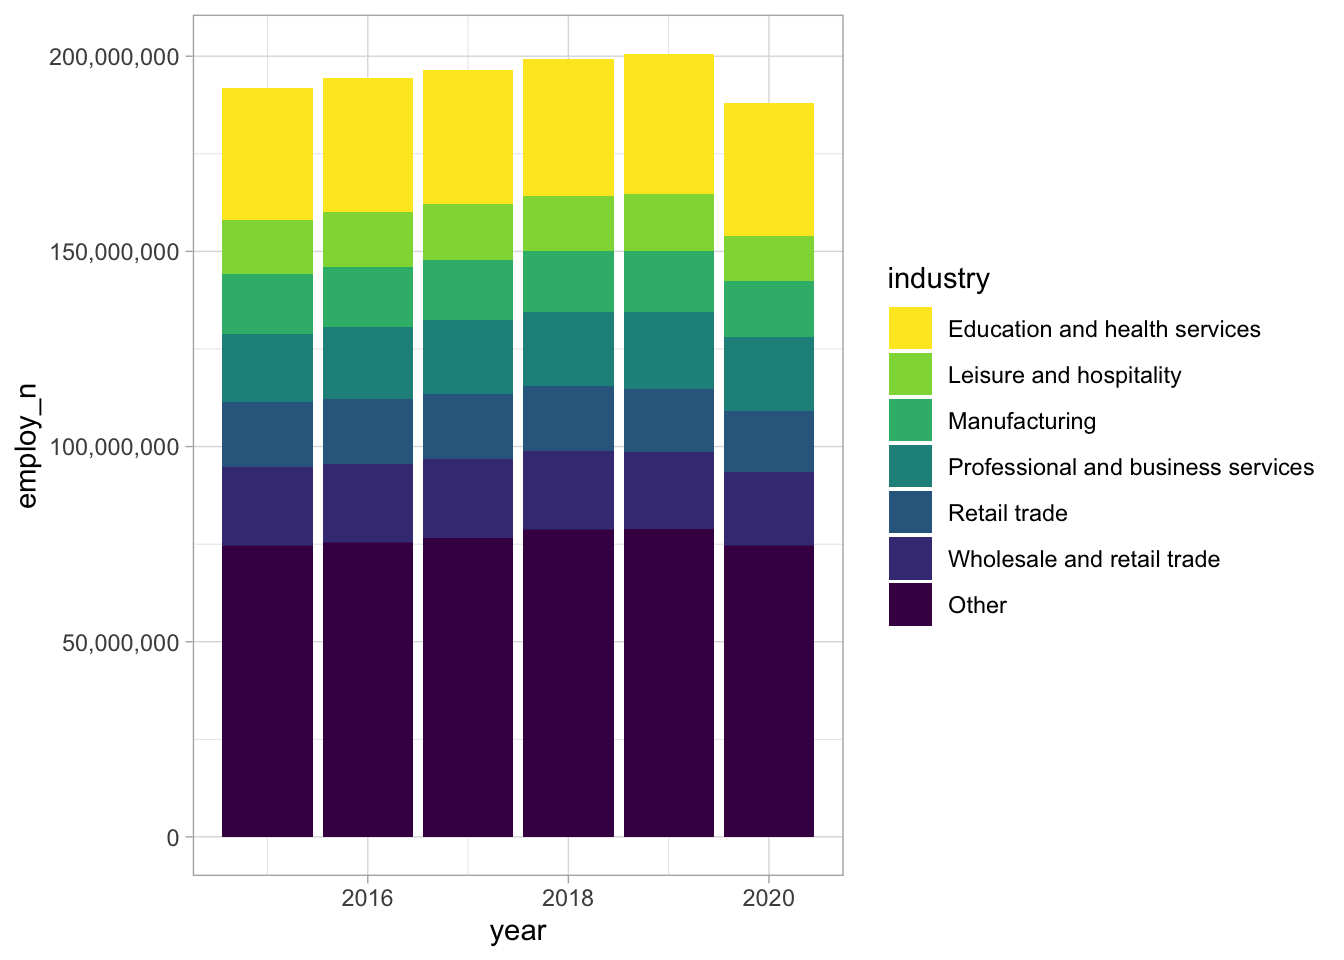 200,000,000
150,000,000
100,000,000
50,000,000
0
employ_n
2016
2018
2020
year
industry
Education and health services
Leisure and hospitality
Manufacturing
Professional and business services
Retail trade
Wholesale and retail trade
Other